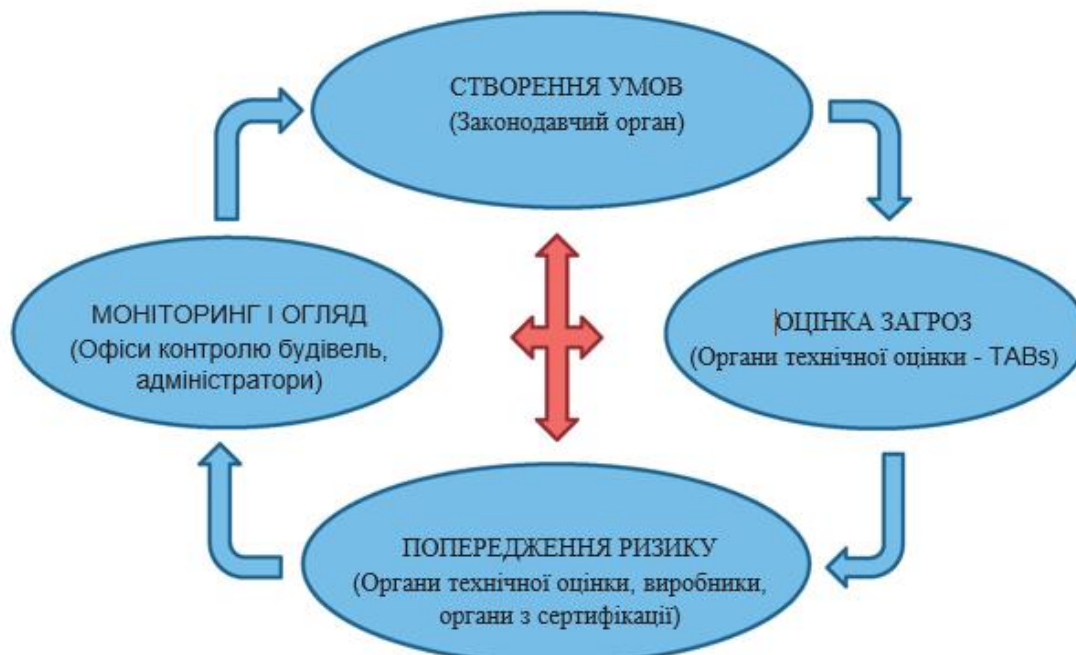 СТВОРЕННЯ УМОВ
(Законодавчий орган)
МОНІТОРИНГ І ОГЛЯД
(Офіси контролю будівель,
адміністратори)
ОЦІНКА ЗАГРОЗ
(Органи технічної оцінки - TABs)
ПОПЕРЕДЖЕННЯ РИЗИКУ
(Органи технічної оцінки, виробники,
органи з сертифікації)